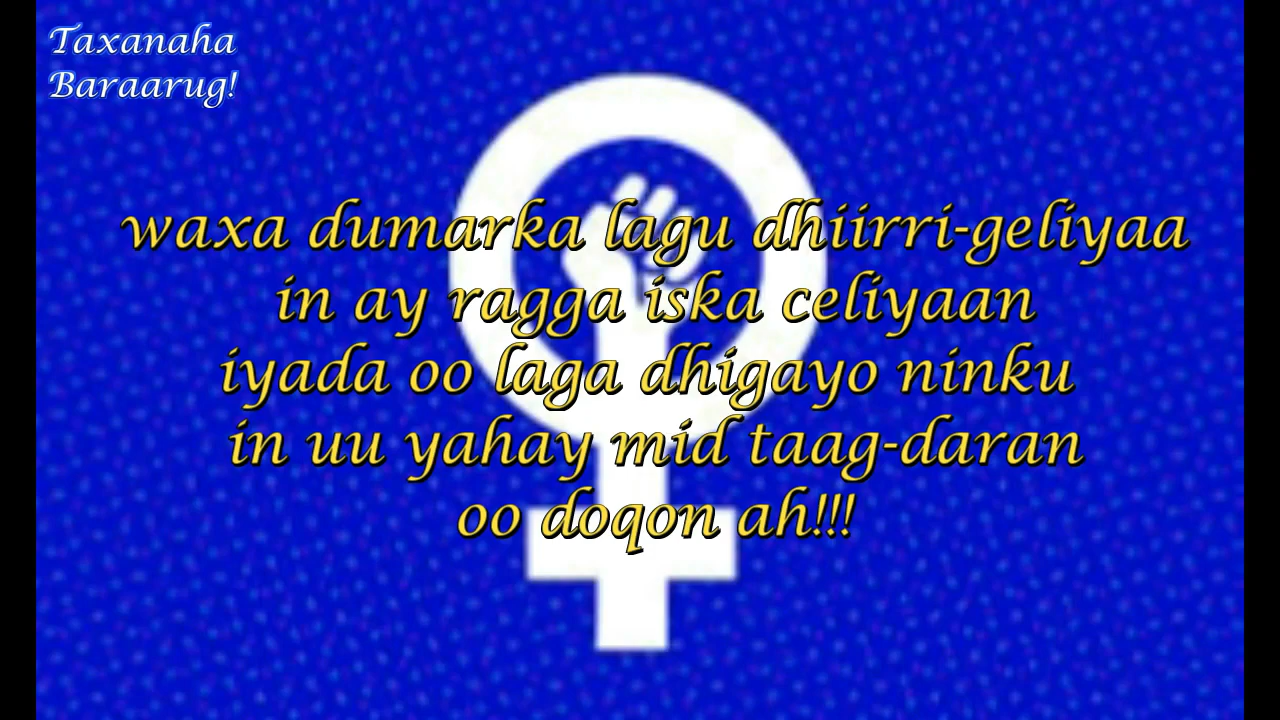 Taxanaha
Baraarug!
waxa dumarka lagu dhiirri-geliyaa
in ay ragga iska celiyaan
iyada oo laga dhigayo ninku
in uu yahay mid taag-daran
oo doqon ah!!!